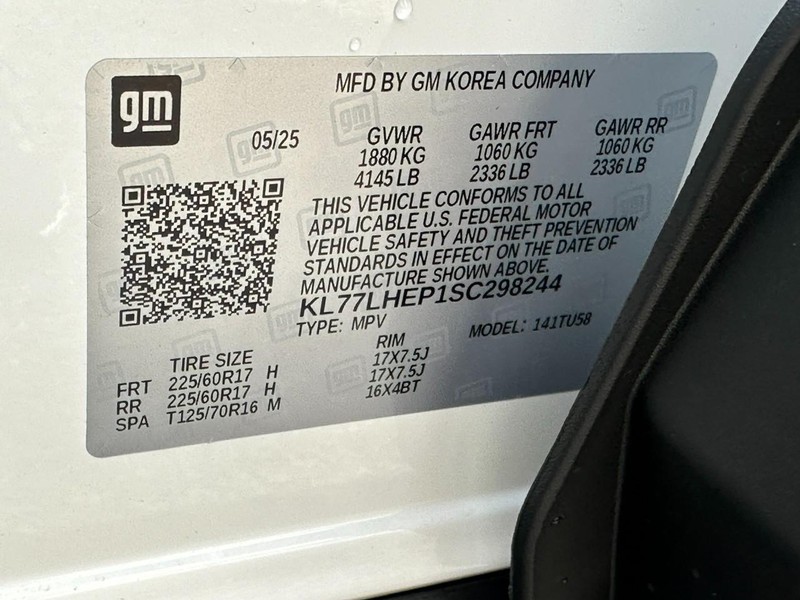 gm
MFD BY GM KOREA COMPANY
05/25
GVWR GAWR FRT GAWR RR
1880 KG 1060 KG 1060 KG
4145 LB 2336 LB 2336 LB
THIS VEHICLE CONFORMS TO ALL
APPLICABLE U.S. FEDERAL MOTOR
VEHICLE SAFETY AND THEFT PREVENTION
STANDARDS IN EFFECT ON THE DATE OF
MANUFACTURE SHOWN ABOVE.
KL77LHEP1SC298244
TYPE: MPV MODEL: 141TU58
TIRE SIZE RIM
FRT 225/60R17 H 17X7.5J
RR 225/60R17 H 17X7.5J
SPA T125/70R16 M 16X4BT